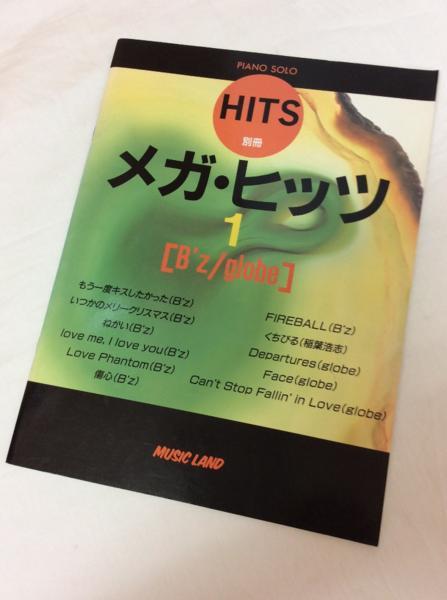 PIANO SOLO
HITS
別冊
メガ・ヒッツ
1
[B'z/globe]
もう一度キスしたかった(B'z)
いつかのメリークリスマス(B'z)
ねがい(B'z)
love me, I love you(B'z)
Love Phantom(B'z)
傷心(B'z)
FIREBALL(B'z)
くちびる(稲葉浩志)
Departures(globe)
Face(globe)
Can't Stop Fallin' in Love(globe)
MUSIC LAND